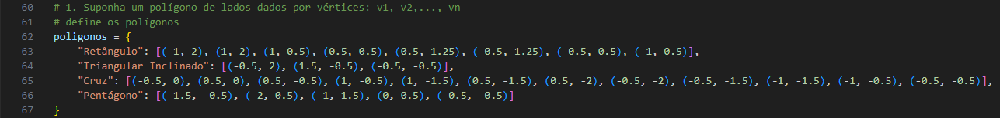 60 # 1. Suponha um polígono de lados dados por vértices: v1, v2,..., vn
61 # define os polígonos
62 poligonos = {
63 "Retângulo": [(-1, 2), (1, 2), (1, 0.5), (0.5, 0.5), (0.5, 1.25), (-0.5, 1.25), (-0.5, 0.5), (-1, 0.5)],
64 "Triangular Inclinado": [(-0.5, 2), (1.5, -0.5), (-0.5, -0.5)],
65 "Cruz": [(-0.5, 0), (0.5, 0), (0.5, -0.5), (1, -0.5), (1, -1.5), (0.5, -1.5), (0.5, -2), (-0.5, -2), (-0.5, -1.5), (-1, -1.5), (-1, -0.5), (-0.5, -0.5)],
66 "Pentágono": [(-1.5, -0.5), (-2, 0.5), (-1, 1.5), (0, 0.5), (-0.5, -0.5)]
67 }